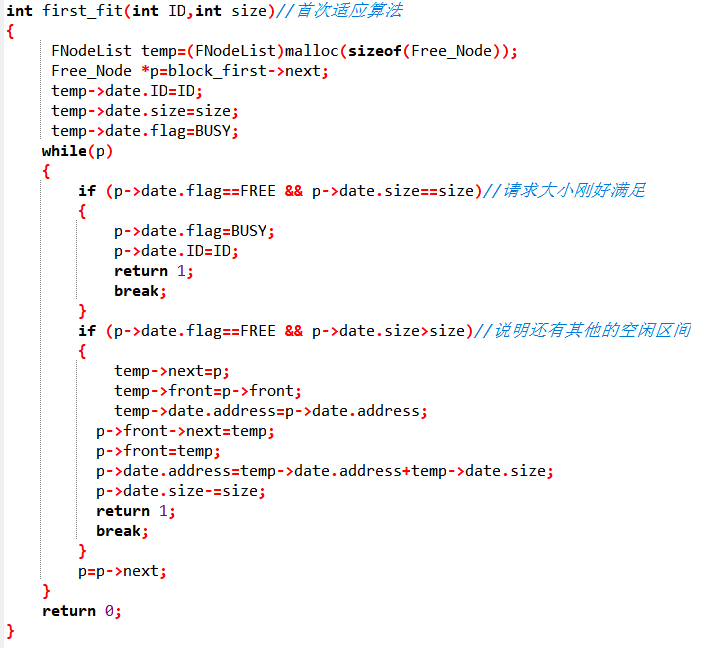 int first_fit(int ID,int size)//首次适应算法
{
     FNodeList temp=(FNodeList)malloc(sizeof(Free_Node));
     Free_Node *p=block_first->next;
     temp->date.ID=ID;
     temp->date.size=size;
     temp->date.flag=BUSY;
    while(p)
    {
        if (p->date.flag==FREE && p->date.size==size)//请求大小刚好满足
        {
            p->date.flag=BUSY;
            p->date.ID=ID;
            return 1;
            break;
        }
        if (p->date.flag==FREE && p->date.size>size)//说明还有其他的空闲区间
        {
            temp->next=p;
            temp->front=p->front;
            temp->date.address=p->date.address;
          p->front->next=temp;
          p->front=temp;
          p->date.address=temp->date.address+temp->date.size;
          p->date.size-=size;
          return 1;
          break;
        }
        p=p->next;
    }
    return 0;
}